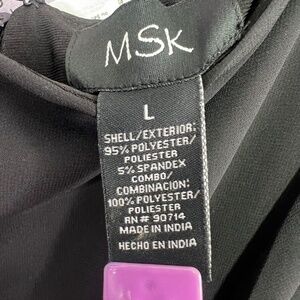 MSK
L
SHELL/EXTERIOR:
95% POLYESTER/
POLIESTER
5% SPANDEX
COMBO/
COMBINACION:
100% POLYESTER/
POLIESTER
RN # 90714
MADE IN INDIA
HECHO EN INDIA